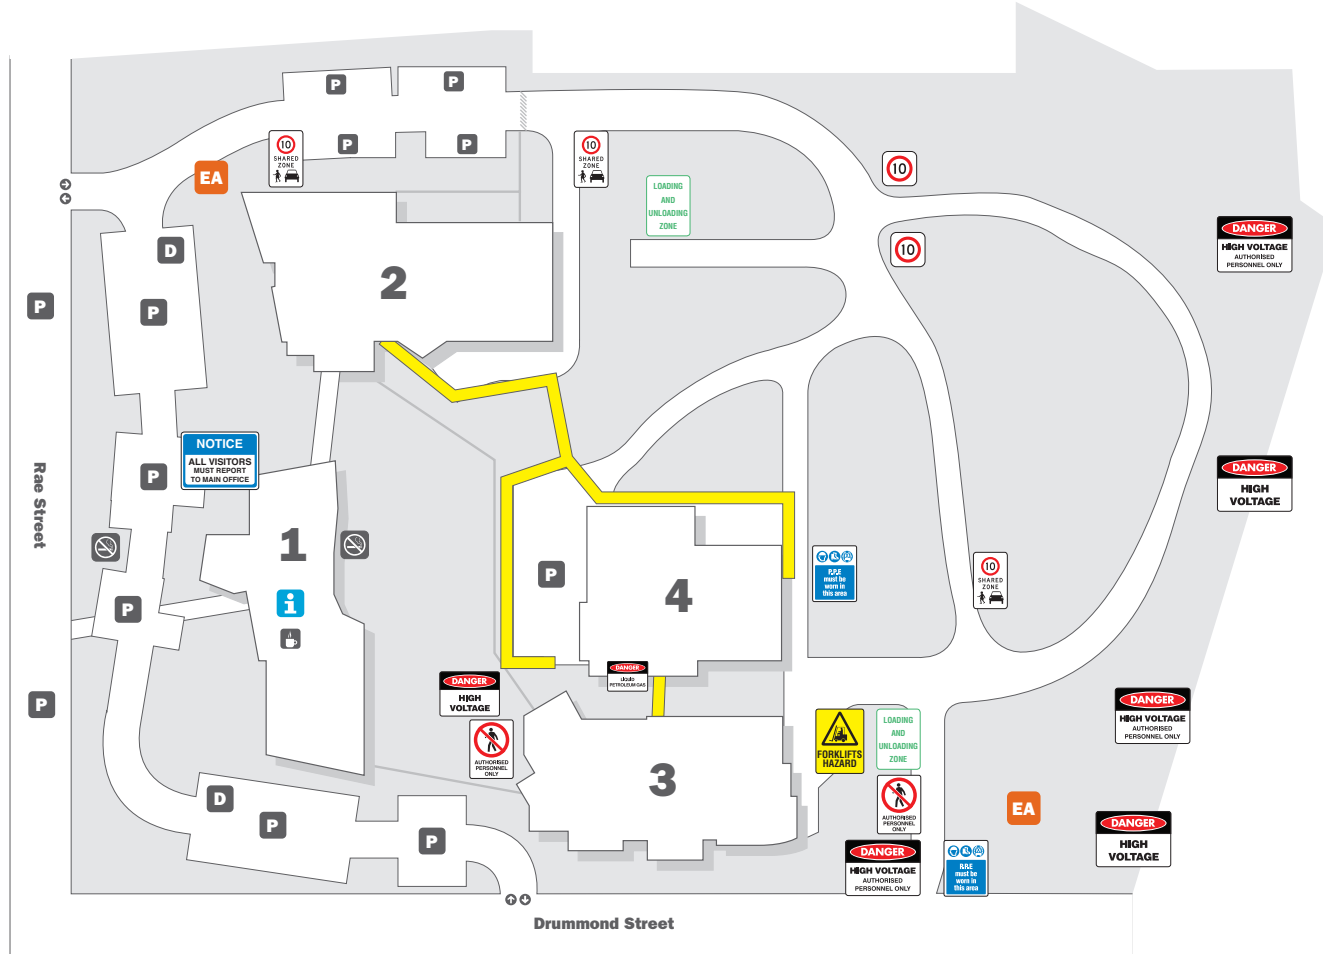 P
P
P
P
10
SHARED
ZONE
10
SHARED
ZONE
10
EA
LOADING
AND
UNLOADING
ZONE
DANGER
HIGH VOLTAGE
AUTHORISED
PERSONNEL ONLY
D
10
2
P
P
NOTICE
ALL VISITORS
MUST REPORT
TO MAIN OFFICE
P
DANGER
HIGH
VOLTAGE
Rae Street
1
P
4
P.P.E
must be
worn in
this area
10
SHARED
ZONE
i
P
DANGER
PETROLEUM GAS
DANGER
HIGH
VOLTAGE
P
DANGER
HIGH VOLTAGE
AUTHORISED
PERSONNEL ONLY
FORKLIFTS
HAZARD
LOADING
AND
UNLOADING
ZONE
AUTHORISED
PERSONNEL
ONLY
3
D
P
P
AUTHORISED
PERSONNEL
ONLY
EA
DANGER
HIGH
VOLTAGE
DANGER
HIGH VOLTAGE
AUTHORISED
PERSONNEL ONLY
P.P.E
must be
worn in
this area
Drummond Street